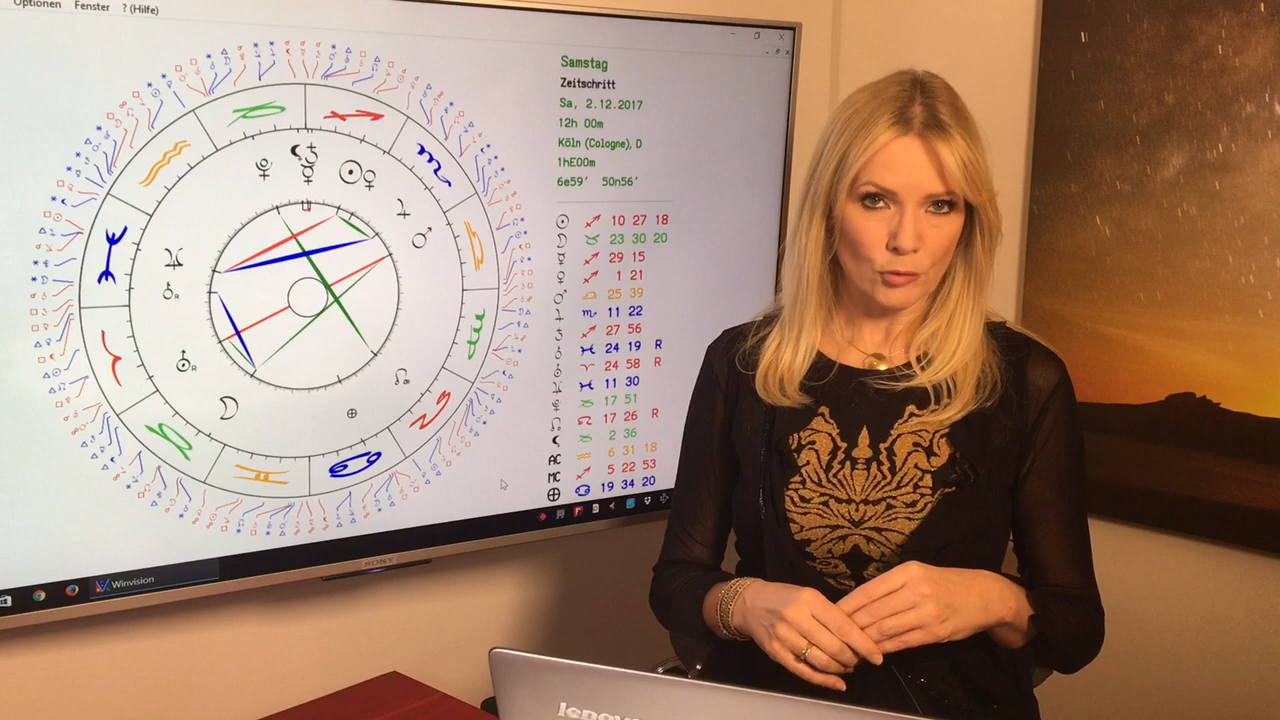 Optionen Fenster ? (Hilfe)
Samstag
Zeitschritt
Sa, 2.12.2017
12h 00m
Köln (Cologne), D
1hE00m
6e59' 50n56'
☉ ♐ 10 27 18
☽ ♉ 23 30 20
☿ ♐ 29 15
♀ ♐ 1 21
♂ ♎ 25 39
♃ ♏ 11 22
♄ ♐ 27 56
♓ 24 19 R
♈ 24 58 R
♓ 11 30
♑ 17 51
☊ ♌ 17 26 R
⚸ ♑ 2 36
AC ♒ 6 31 18
MC ♐ 5 22 53
⊕ ♋ 19 34 20
SONY
Winvision
lenovo